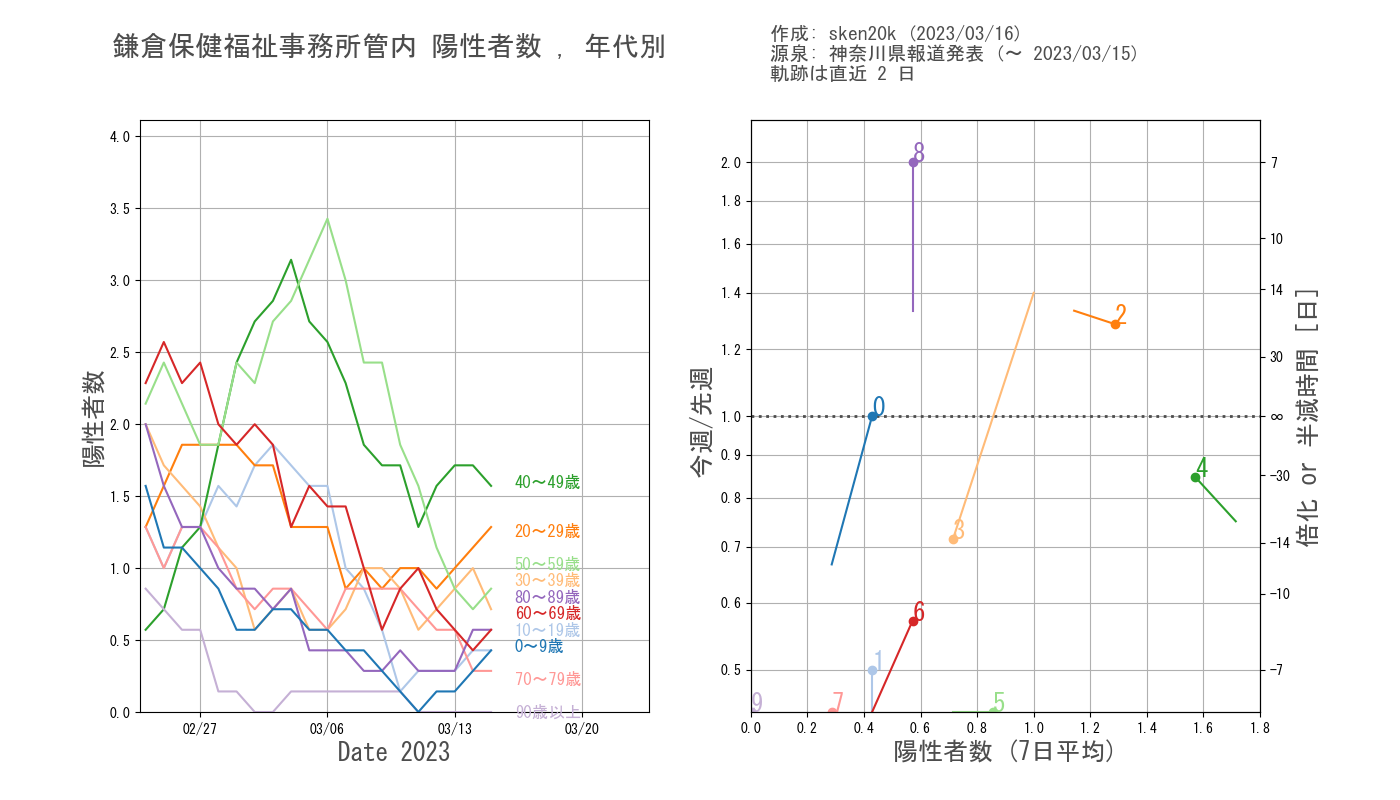 鎌倉保健福祉事務所管内 陽性者数 , 年代別
作成: sken20k (2023/03/16)
源泉: 神奈川県報道発表 (〜 2023/03/15)
軌跡は直近 2 日
陽性者数
4.0
3.5
3.0
2.5
2.0
1.5
1.0
0.5
0.0
02/27
03/06
03/13
03/20
Date 2023
40〜49歳
20〜29歳
50〜59歳
30〜39歳
80〜89歳
60〜69歳
10〜19歳
0〜9歳
70〜79歳
90歳以上
今週/先週
2.0
1.8
1.6
1.4
1.2
1.0
0.9
0.8
0.7
0.6
0.5
8
2
0
4
3
6
1
9
7
5
0.0
0.2
0.4
0.6
0.8
1.0
1.2
1.4
1.6
1.8
陽性者数 (7日平均)
7
10
14
30
∞
−30
−14
−10
−7
倍化 or 半減時間 [日]